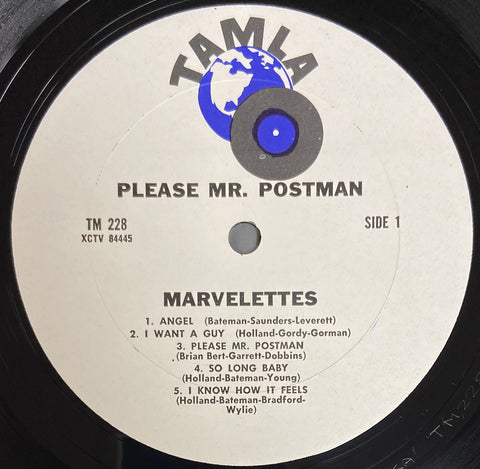 TAMLA
PLEASE MR. POSTMAN
TM 228
XCTV 84445
SIDE 1
MARVELETTES
1. ANGEL (Bateman-Saunders-Leverett)
2. I WANT A GUY (Holland-Gordy-Gorman)
3. PLEASE MR. POSTMAN
(Brian Bert-Garrett-Dobbins)
4. SO LONG BABY
(Holland-Bateman-Young)
5. I KNOW HOW IT FEELS
(Holland-Bateman-Bradford-
Wylie)